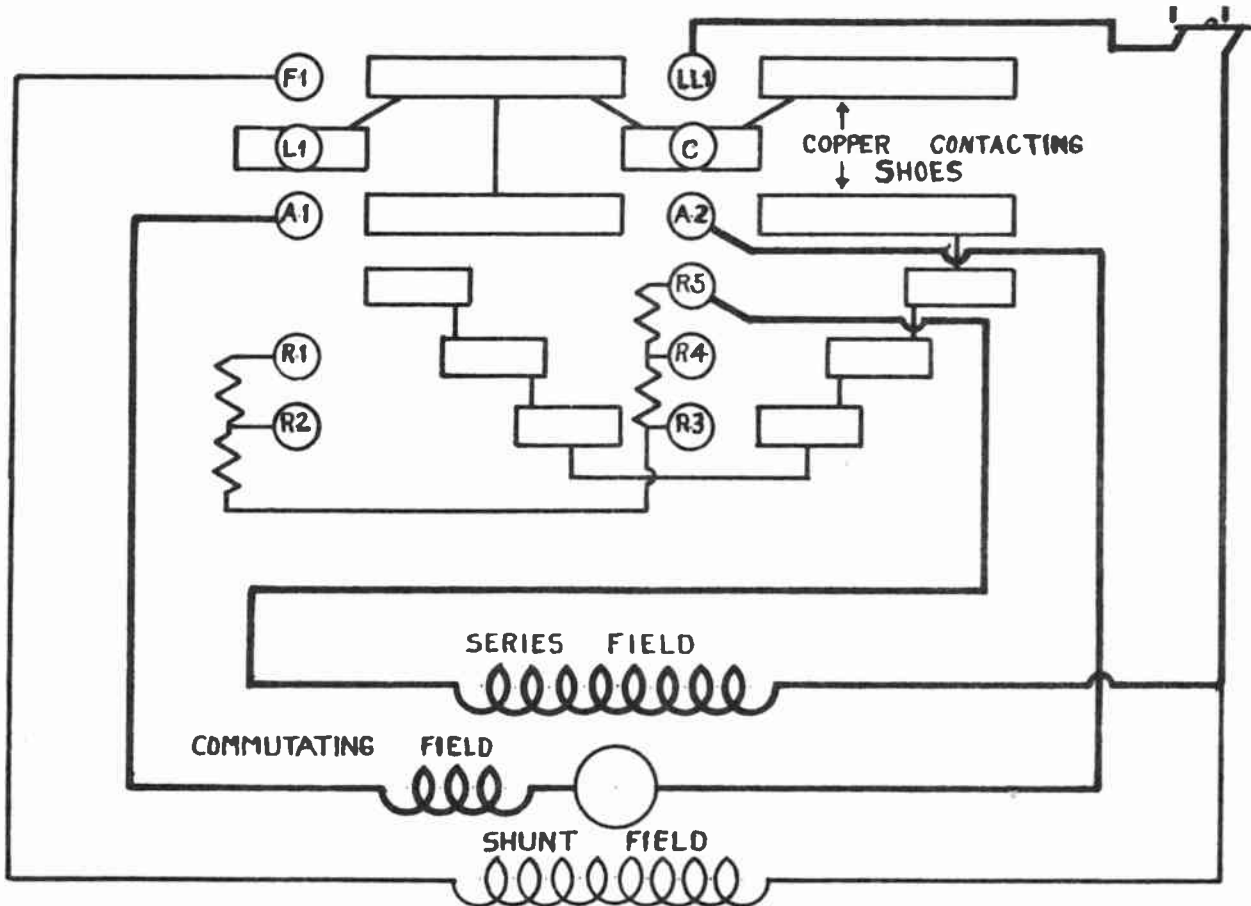 F1
LL1
L1
C
COPPER CONTACTING
SHOES
A1
A2
R5
R1
R4
R2
R3
SERIES FIELD
COMMUTATING FIELD
SHUNT FIELD